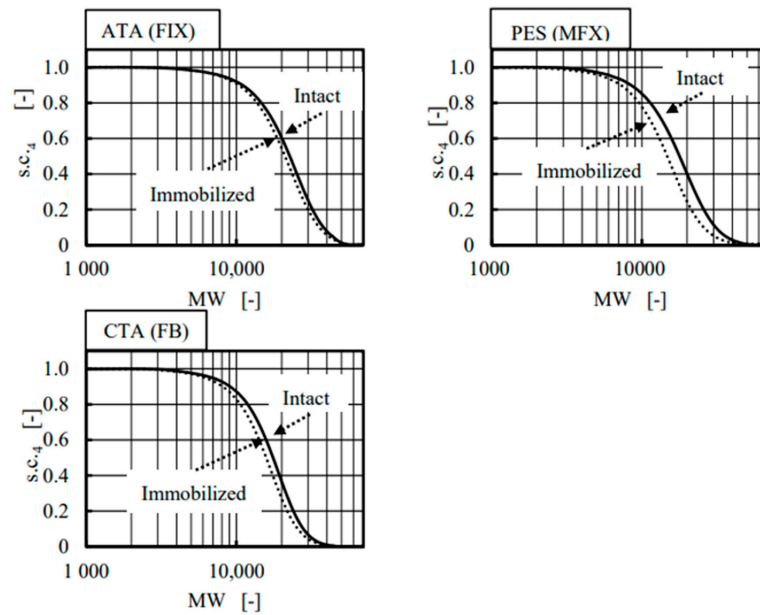 ATA (FIX)
1.0
0.8
0.6
0.4
0.2
0
s.c.₄ [-]
Intact
Immobilized
1 000
10,000
MW [-]
PES (MFX)
1.0
0.8
0.6
0.4
0.2
0
s.c.₄ [-]
Intact
Immobilized
1000
10000
MW [-]
CTA (FB)
1.0
0.8
0.6
0.4
0.2
0
s.c.₄ [-]
Intact
Immobilized
1 000
10,000
MW [-]